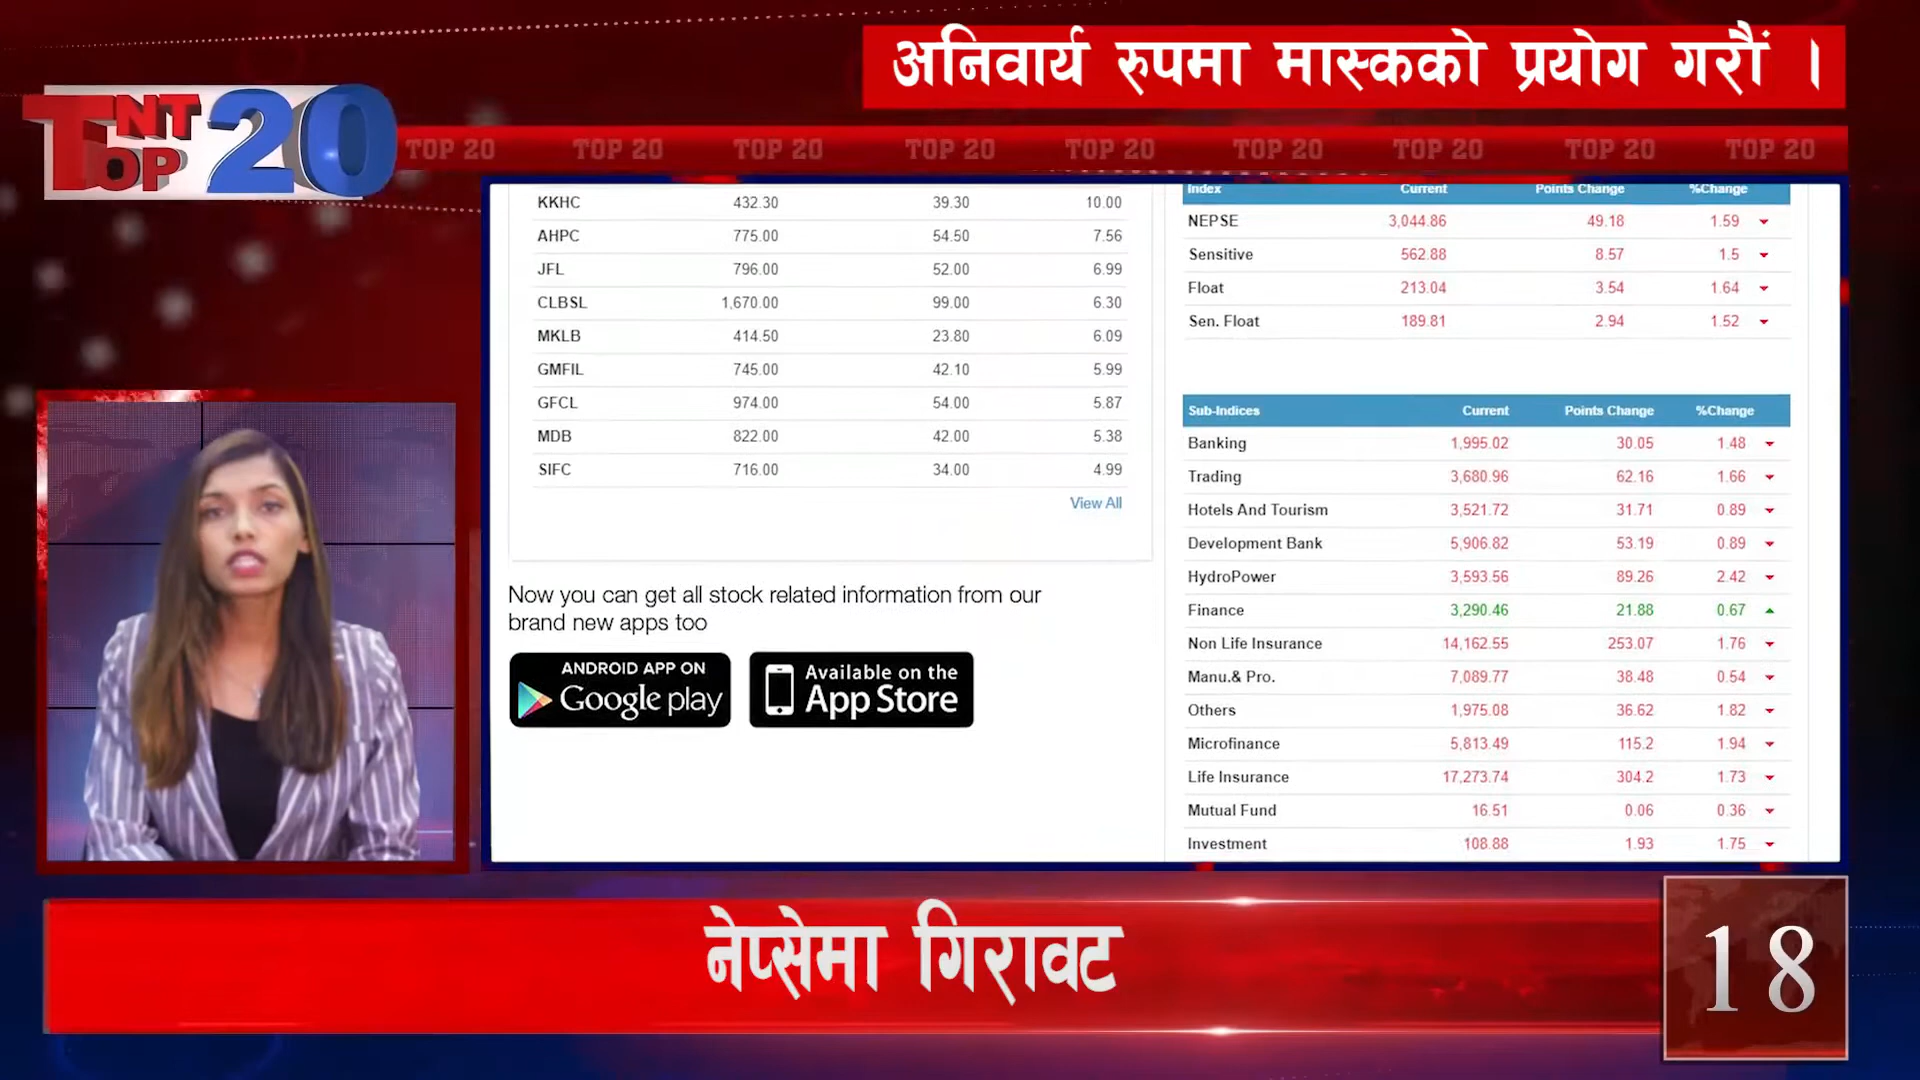 अनिवार्य रुपमा मास्कको प्रयोग गरौं ।
TNT TOP 20
TOP 20 TOP 20 TOP 20 TOP 20 TOP 20 TOP 20 TOP 20 TOP 20 TOP 20
KKHC 432.30 39.30 10.00
AHPC 775.00 54.50 7.56
JFL 796.00 52.00 6.99
CLBSL 1,670.00 99.00 6.30
MKLB 414.50 23.80 6.09
GMFIL 745.00 42.10 5.99
GFCL 974.00 54.00 5.87
MDB 822.00 42.00 5.38
SIFC 716.00 34.00 4.99
View All
Now you can get all stock related information from our
brand new apps too
ANDROID APP ON
Google play
Available on the
App Store
Index Current Points Change %Change
NEPSE 3,044.86 49.18 1.59
Sensitive 562.88 8.57 1.5
Float 213.04 3.54 1.64
Sen. Float 189.81 2.94 1.52
Sub-Indices Current Points Change %Change
Banking 1,995.02 30.05 1.48
Trading 3,680.96 62.16 1.66
Hotels And Tourism 3,521.72 31.71 0.89
Development Bank 5,906.82 53.19 0.89
HydroPower 3,593.56 89.26 2.42
Finance 3,290.46 21.88 0.67
Non Life Insurance 14,162.55 253.07 1.76
Manu.& Pro. 7,089.77 38.48 0.54
Others 1,975.08 36.62 1.82
Microfinance 5,813.49 115.2 1.94
Life Insurance 17,273.74 304.2 1.73
Mutual Fund 16.51 0.06 0.36
Investment 108.88 1.93 1.75
नेप्सेमा गिरावट
18